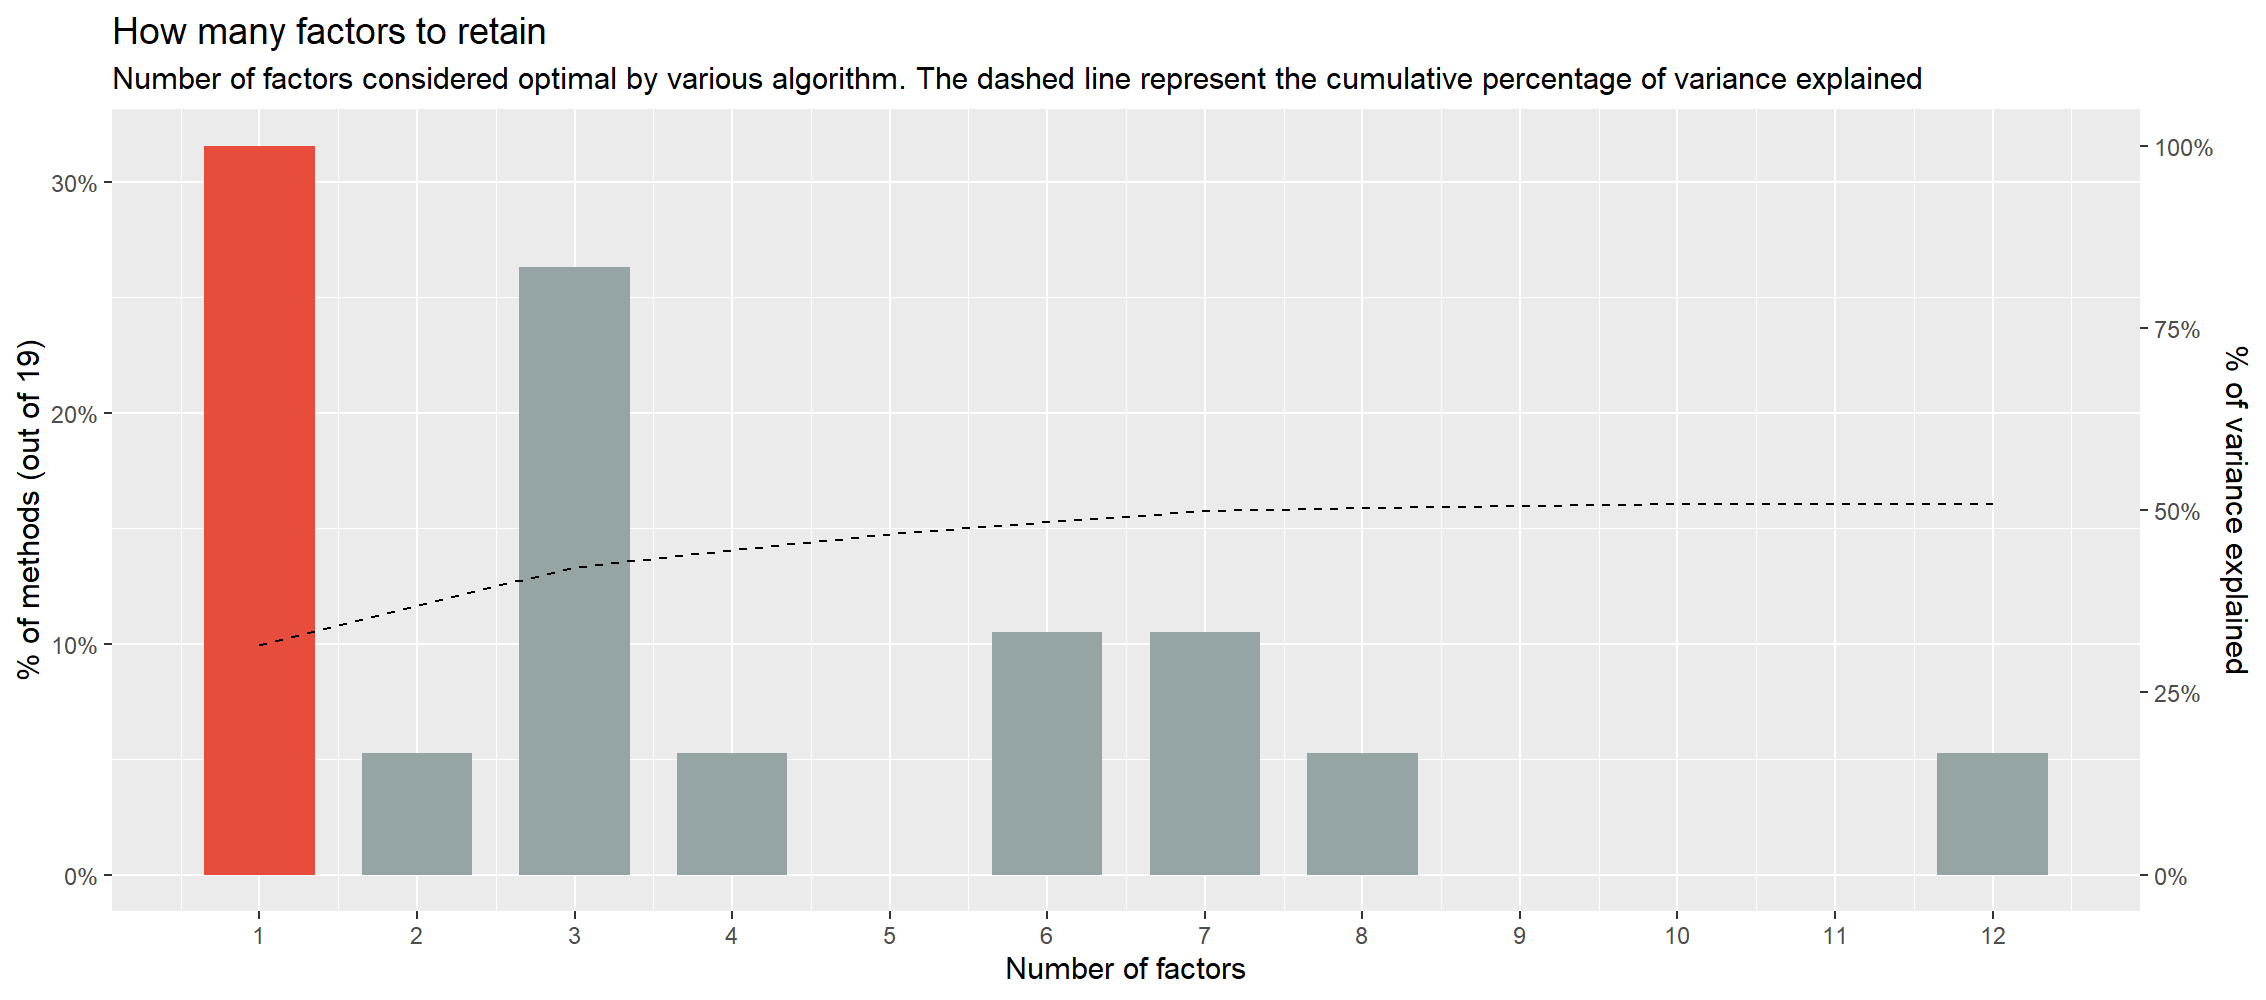 How many factors to retain
Number of factors considered optimal by various algorithm. The dashed line represent the cumulative percentage of variance explained
% of methods (out of 19)
30%
20%
10%
0%
100%
75%
50%
25%
0%
% of variance explained
1 2 3 4 5 6 7 8 9 10 11 12
Number of factors